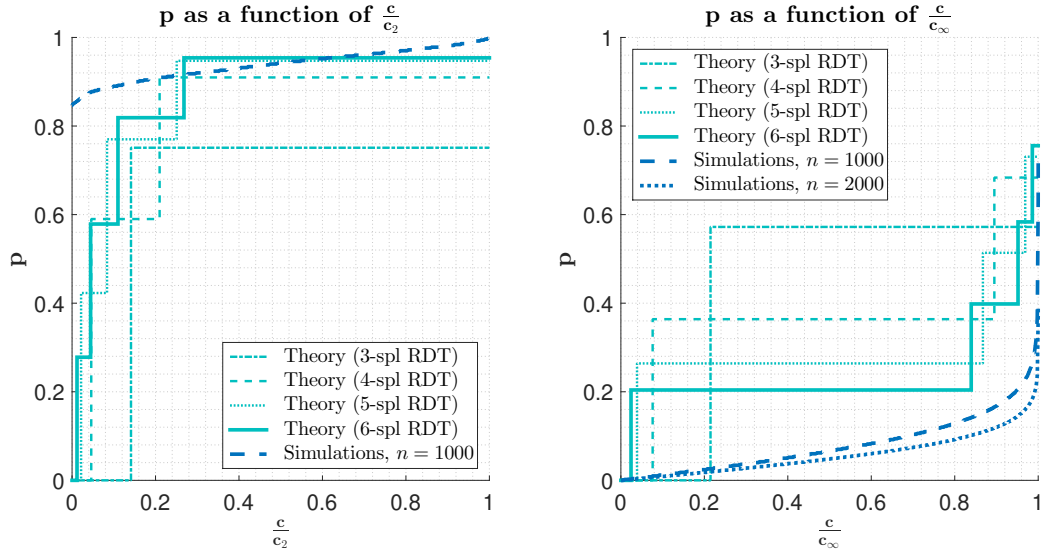 p as a function of c/c₂
p
1
0.8
0.6
0.4
0.2
0
Theory (3-spl RDT)
Theory (4-spl RDT)
Theory (5-spl RDT)
Theory (6-spl RDT)
Simulations, n = 1000
0 0.2 0.4 0.6 0.8 1
c/c₂
p as a function of c/c∞
p
1
0.8
0.6
0.4
0.2
0
Theory (3-spl RDT)
Theory (4-spl RDT)
Theory (5-spl RDT)
Theory (6-spl RDT)
Simulations, n = 1000
Simulations, n = 2000
0 0.2 0.4 0.6 0.8 1
c/c∞